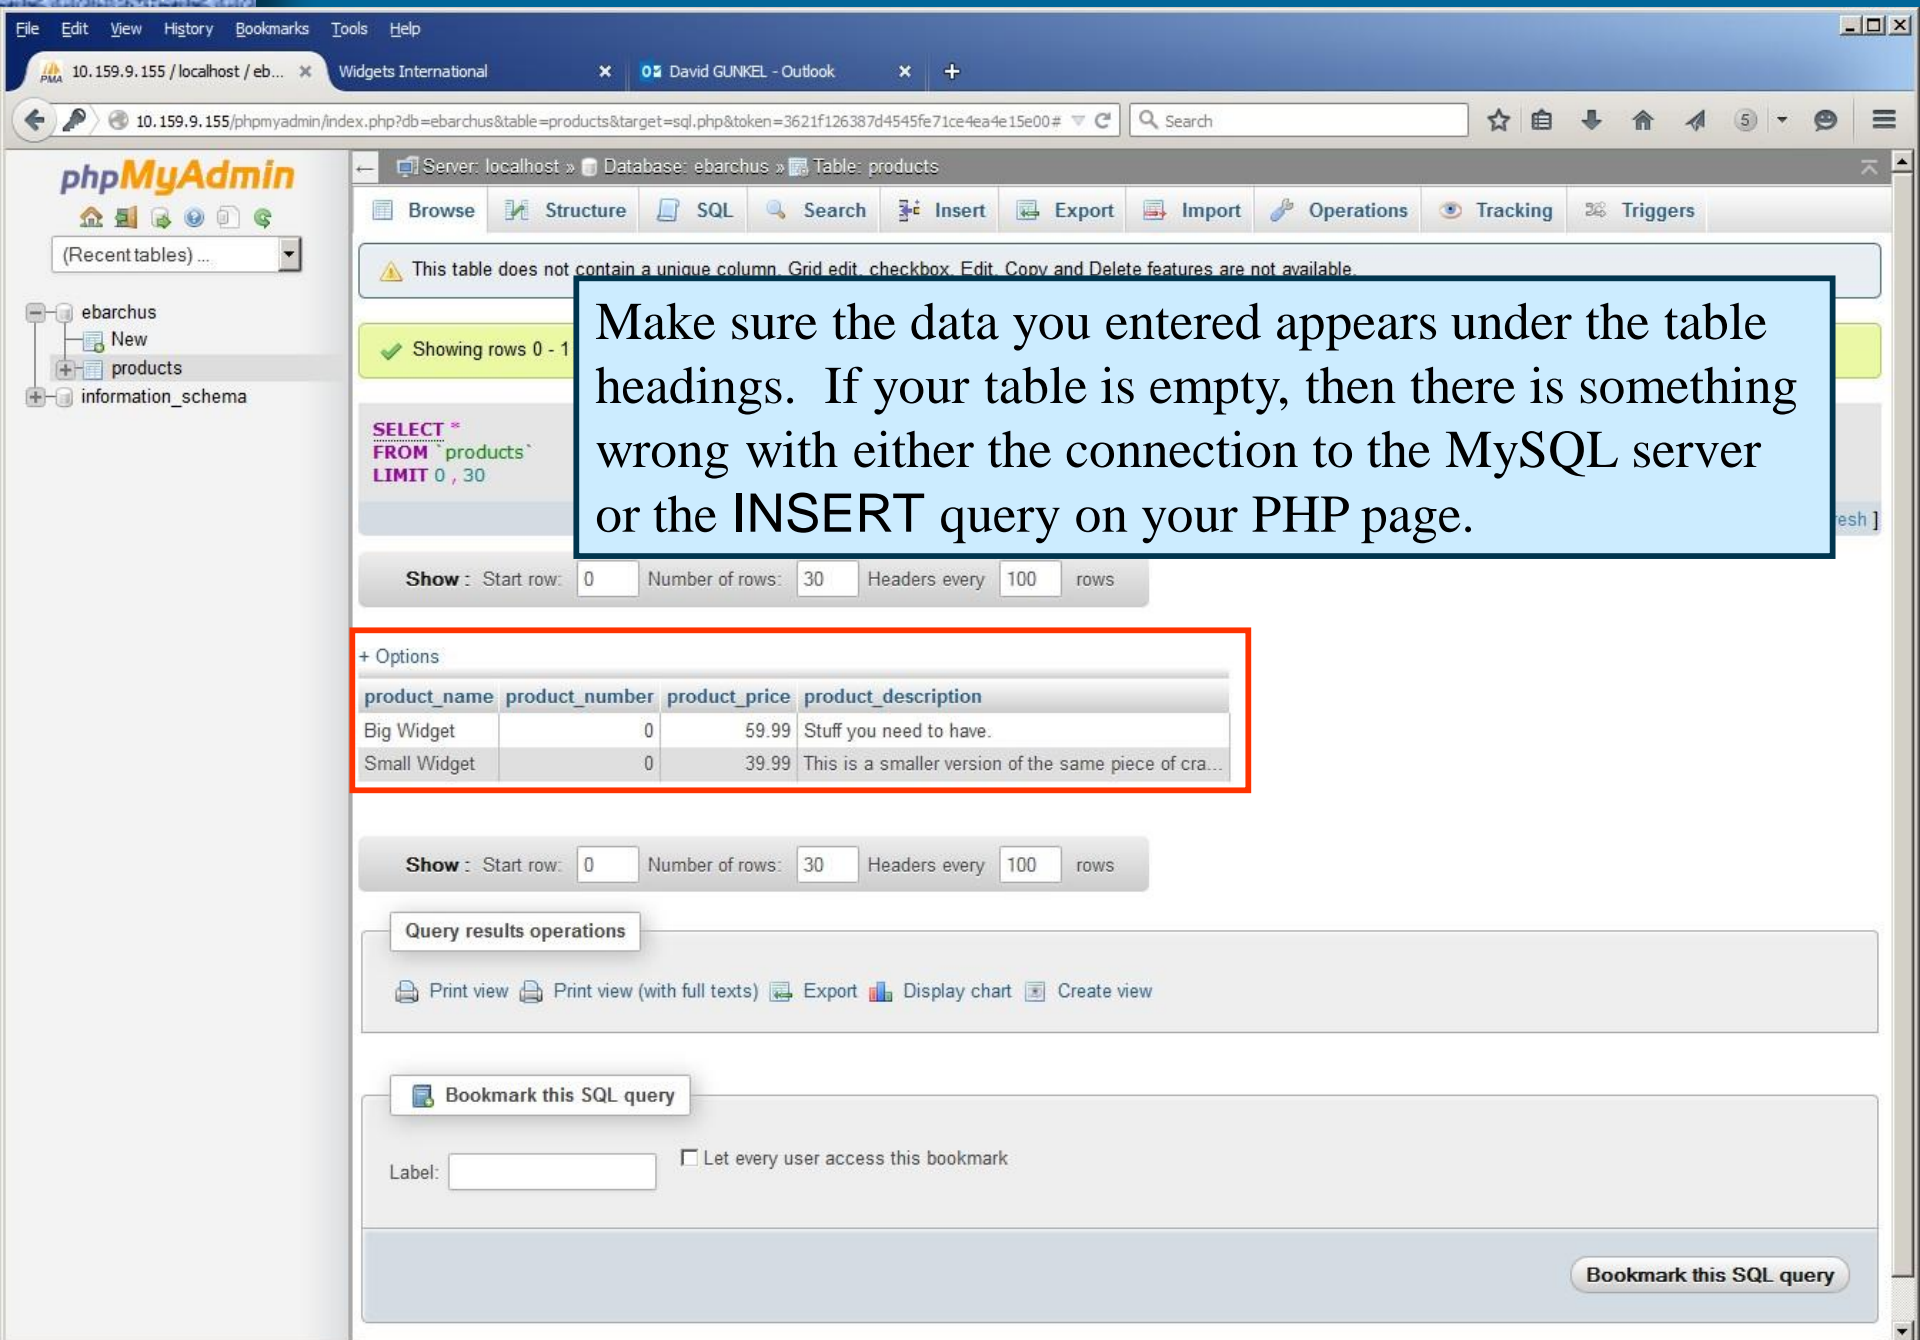 File Edit View History Bookmarks Tools Help
PMA 10.159.9.155 / localhost / eb... × Widgets International × David GUNKEL - Outlook × +
10.159.9.155/phpmyadmin/index.php?db=ebarchus&table=products&target=sql.php&token=3621f126387d4545fe71ce4ea4e15e00# Search 5
phpMyAdmin
(Recent tables) ...
ebarchus
New
products
information_schema
Server: localhost » Database: ebarchus » Table: products
Browse Structure SQL Search Insert Export Import Operations Tracking Triggers
This table does not contain a unique column. Grid edit, checkbox, Edit, Copy and Delete features are not available.
Showing rows 0 - 1
Make sure the data you entered appears under the table
headings. If your table is empty, then there is something
wrong with either the connection to the MySQL server
or the INSERT query on your PHP page.
SELECT *
FROM `products`
LIMIT 0 , 30
esh ]
Show : Start row: 0 Number of rows: 30 Headers every 100 rows
+ Options
product_name product_number product_price product_description
Big Widget 0 59.99 Stuff you need to have.
Small Widget 0 39.99 This is a smaller version of the same piece of cra...
Show : Start row: 0 Number of rows: 30 Headers every 100 rows
Query results operations
Print view Print view (with full texts) Export Display chart Create view
Bookmark this SQL query
Label: Let every user access this bookmark
Bookmark this SQL query